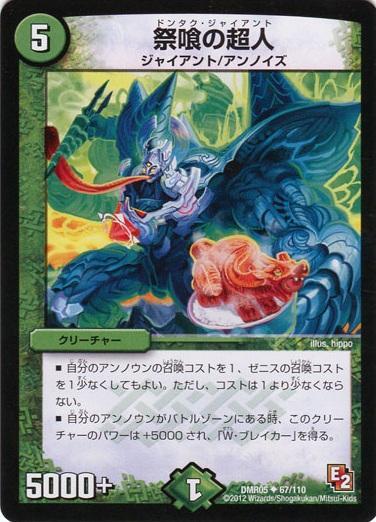 5
ドンタク・ジャイアント
祭喰の超人
ジャイアント/アンノイズ
illus. hippo
クリーチャー
■ 自分のアンノウンの召喚コストを1、ゼニスの召喚コスト
を1少なくしてもよい。ただし、コストは1より少なくなら
ない。
■ 自分のアンノウンがバトルゾーンにある時、このクリー
チャーのパワーは+5000され、「W・ブレイカー」を得る。
5000+
1
DMR05 ◆ 67/110
E2
©2012 Wizards/Shogakukan/Mitsui-Kids